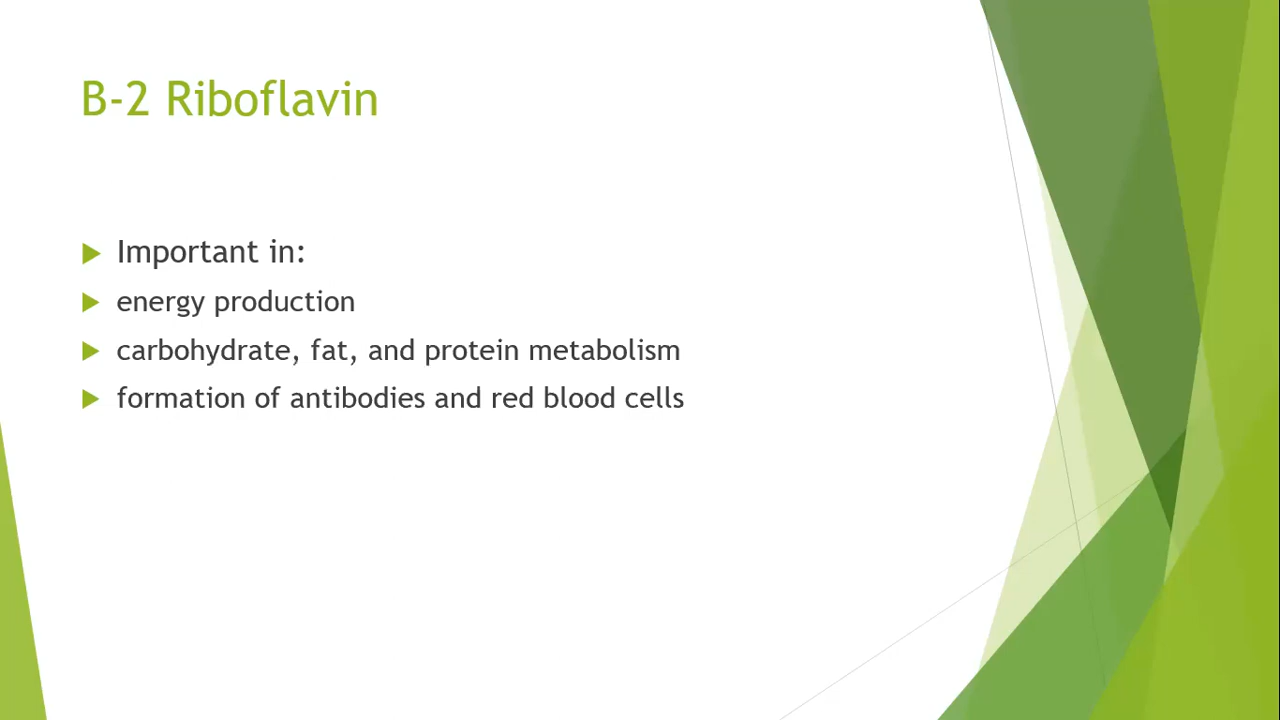 B-2 Riboflavin
Important in:
energy production
carbohydrate, fat, and protein metabolism
formation of antibodies and red blood cells